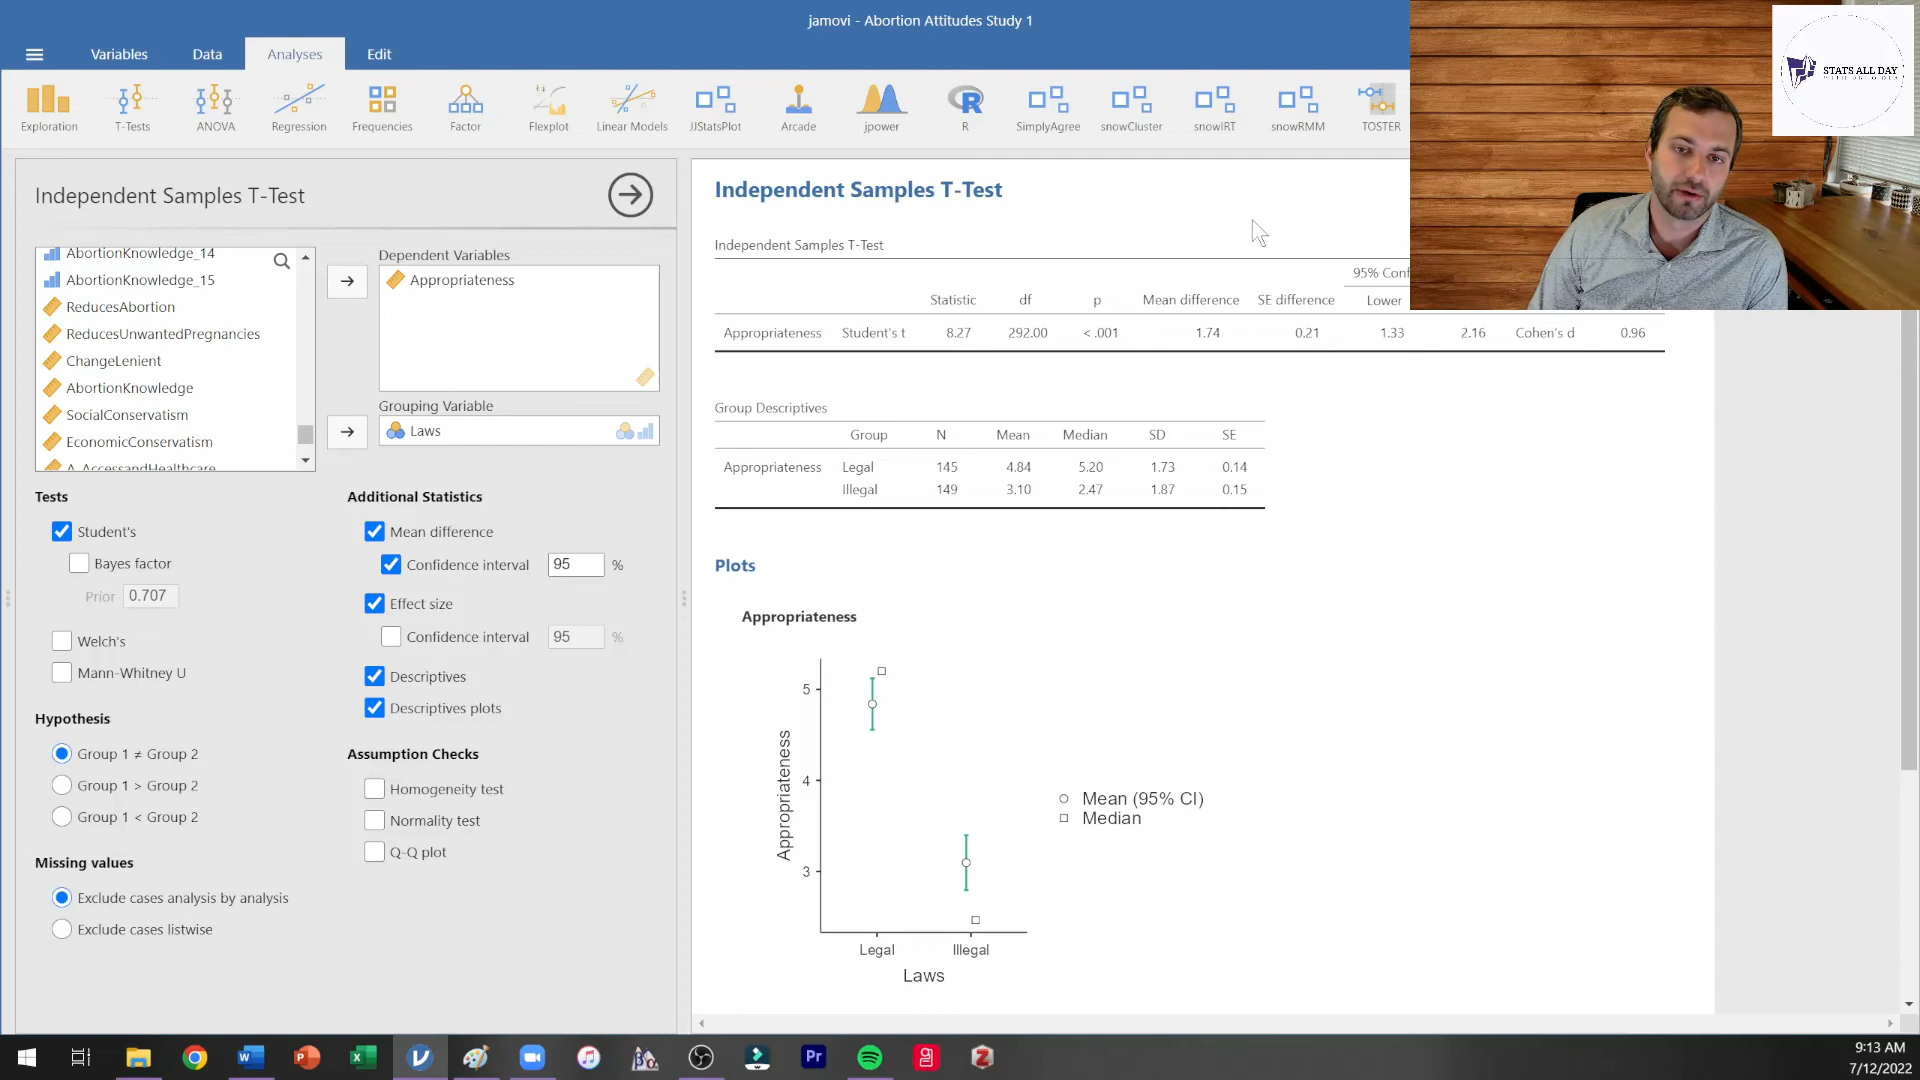 jamovi - Abortion Attitudes Study 1
STATS ALL DAY
Variables Data Analyses Edit
Exploration T-Tests ANOVA Regression Frequencies Factor Flexplot Linear Models JJStatsPlot Arcade jpower R SimplyAgree snowCluster snowIRT snowRMM TOSTER
Independent Samples T-Test
AbortionKnowledge_14
AbortionKnowledge_15
ReducesAbortion
ReducesUnwantedPregnancies
ChangeLenient
AbortionKnowledge
SocialConservatism
EconomicConservatism
A_AccessandHealthcare
Dependent Variables
Appropriateness
Grouping Variable
Laws
Tests
Student's
Bayes factor
Prior 0.707
Welch's
Mann-Whitney U
Hypothesis
Group 1 ≠ Group 2
Group 1 > Group 2
Group 1 < Group 2
Missing values
Exclude cases analysis by analysis
Exclude cases listwise
Additional Statistics
Mean difference
Confidence interval 95 %
Effect size
Confidence interval 95 %
Descriptives
Descriptives plots
Assumption Checks
Homogeneity test
Normality test
Q-Q plot
Independent Samples T-Test
Independent Samples T-Test
95% Conf
Statistic df p Mean difference SE difference Lower
Appropriateness Student's t 8.27 292.00 < .001 1.74 0.21 1.33 2.16 Cohen's d 0.96
Group Descriptives
Group N Mean Median SD SE
Appropriateness Legal 145 4.84 5.20 1.73 0.14
Illegal 149 3.10 2.47 1.87 0.15
Plots
Appropriateness
5
4
3
Appropriateness
Legal Illegal
Laws
Mean (95% CI)
Median
9:13 AM
7/12/2022